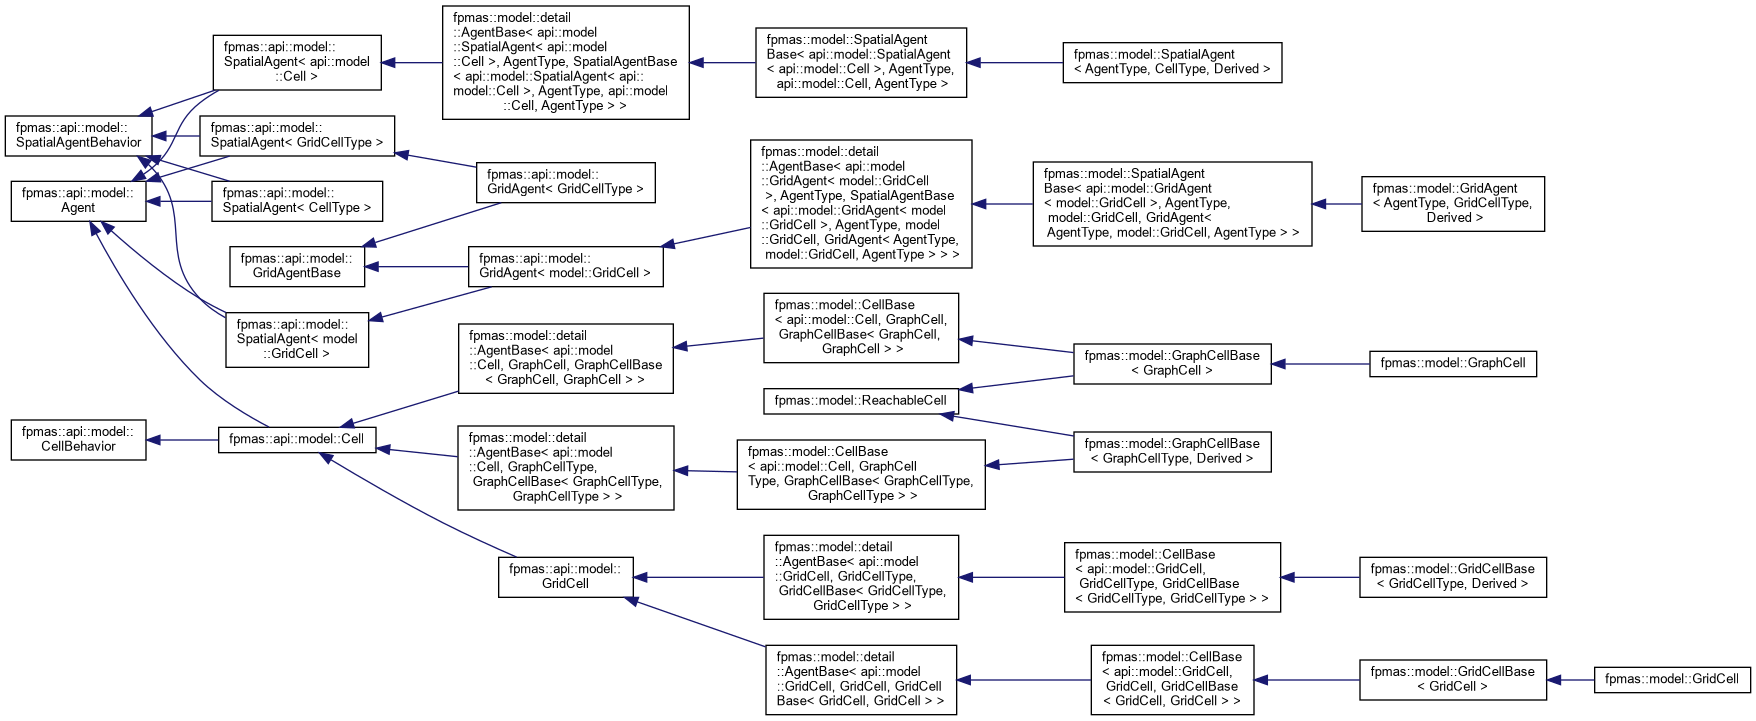 fpmas::api::model::
SpatialAgentBehavior
fpmas::api::model::
Agent
fpmas::api::model::
CellBehavior
fpmas::api::model::
SpatialAgent< api::model
::Cell >
fpmas::api::model::
SpatialAgent< GridCellType >
fpmas::api::model::
SpatialAgent< CellType >
fpmas::api::model::
GridAgentBase
fpmas::api::model::
SpatialAgent< model
::GridCell >
fpmas::api::model::Cell
fpmas::model::detail
::AgentBase< api::model
::SpatialAgent< api::model
::Cell >, AgentType, SpatialAgentBase
< api::model::SpatialAgent< api::
model::Cell >, AgentType, api::model
::Cell, AgentType > >
fpmas::api::model::
GridAgent< GridCellType >
fpmas::api::model::
GridAgent< model::GridCell >
fpmas::model::detail
::AgentBase< api::model
::Cell, GraphCell, GraphCellBase
< GraphCell, GraphCell > >
fpmas::model::detail
::AgentBase< api::model
::Cell, GraphCellType,
GraphCellBase< GraphCellType,
GraphCellType > >
fpmas::api::model::
GridCell
fpmas::model::SpatialAgent
Base< api::model::SpatialAgent
< api::model::Cell >, AgentType,
api::model::Cell, AgentType >
fpmas::model::detail
::AgentBase< api::model
::GridAgent< model::GridCell
>, AgentType, SpatialAgentBase
< api::model::GridAgent< model
::GridCell >, AgentType, model
::GridCell, GridAgent< AgentType,
model::GridCell, AgentType > > >
fpmas::model::CellBase
< api::model::Cell, GraphCell,
GraphCellBase< GraphCell,
GraphCell > >
fpmas::model::ReachableCell
fpmas::model::CellBase
< api::model::Cell, GraphCell
Type, GraphCellBase< GraphCellType,
GraphCellType > >
fpmas::model::detail
::AgentBase< api::model
::GridCell, GridCellType,
GridCellBase< GridCellType,
GridCellType > >
fpmas::model::detail
::AgentBase< api::model
::GridCell, GridCell, GridCell
Base< GridCell, GridCell > >
fpmas::model::SpatialAgent
< AgentType, CellType, Derived >
fpmas::model::SpatialAgent
Base< api::model::GridAgent
< model::GridCell >, AgentType,
model::GridCell, GridAgent<
AgentType, model::GridCell, AgentType > >
fpmas::model::GraphCellBase
< GraphCell >
fpmas::model::GraphCellBase
< GraphCellType, Derived >
fpmas::model::CellBase
< api::model::GridCell,
GridCellType, GridCellBase
< GridCellType, GridCellType > >
fpmas::model::CellBase
< api::model::GridCell,
GridCell, GridCellBase
< GridCell, GridCell > >
fpmas::model::GridAgent
< AgentType, GridCellType,
Derived >
fpmas::model::GraphCell
fpmas::model::GridCellBase
< GridCellType, Derived >
fpmas::model::GridCellBase
< GridCell >
fpmas::model::GridCell